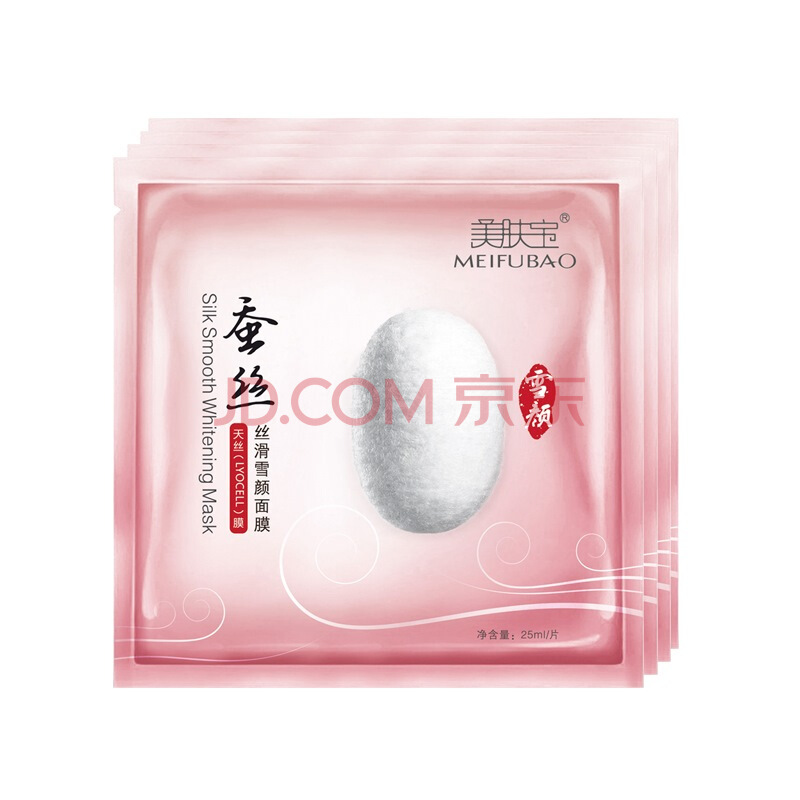 美肤宝®
MEIFUBAO
蚕丝
丝滑雪颜面膜
天丝（LYOCELL）膜
Silk Smooth Whitening Mask
雪颜
JD.COM 京东
净含量：25ml/片